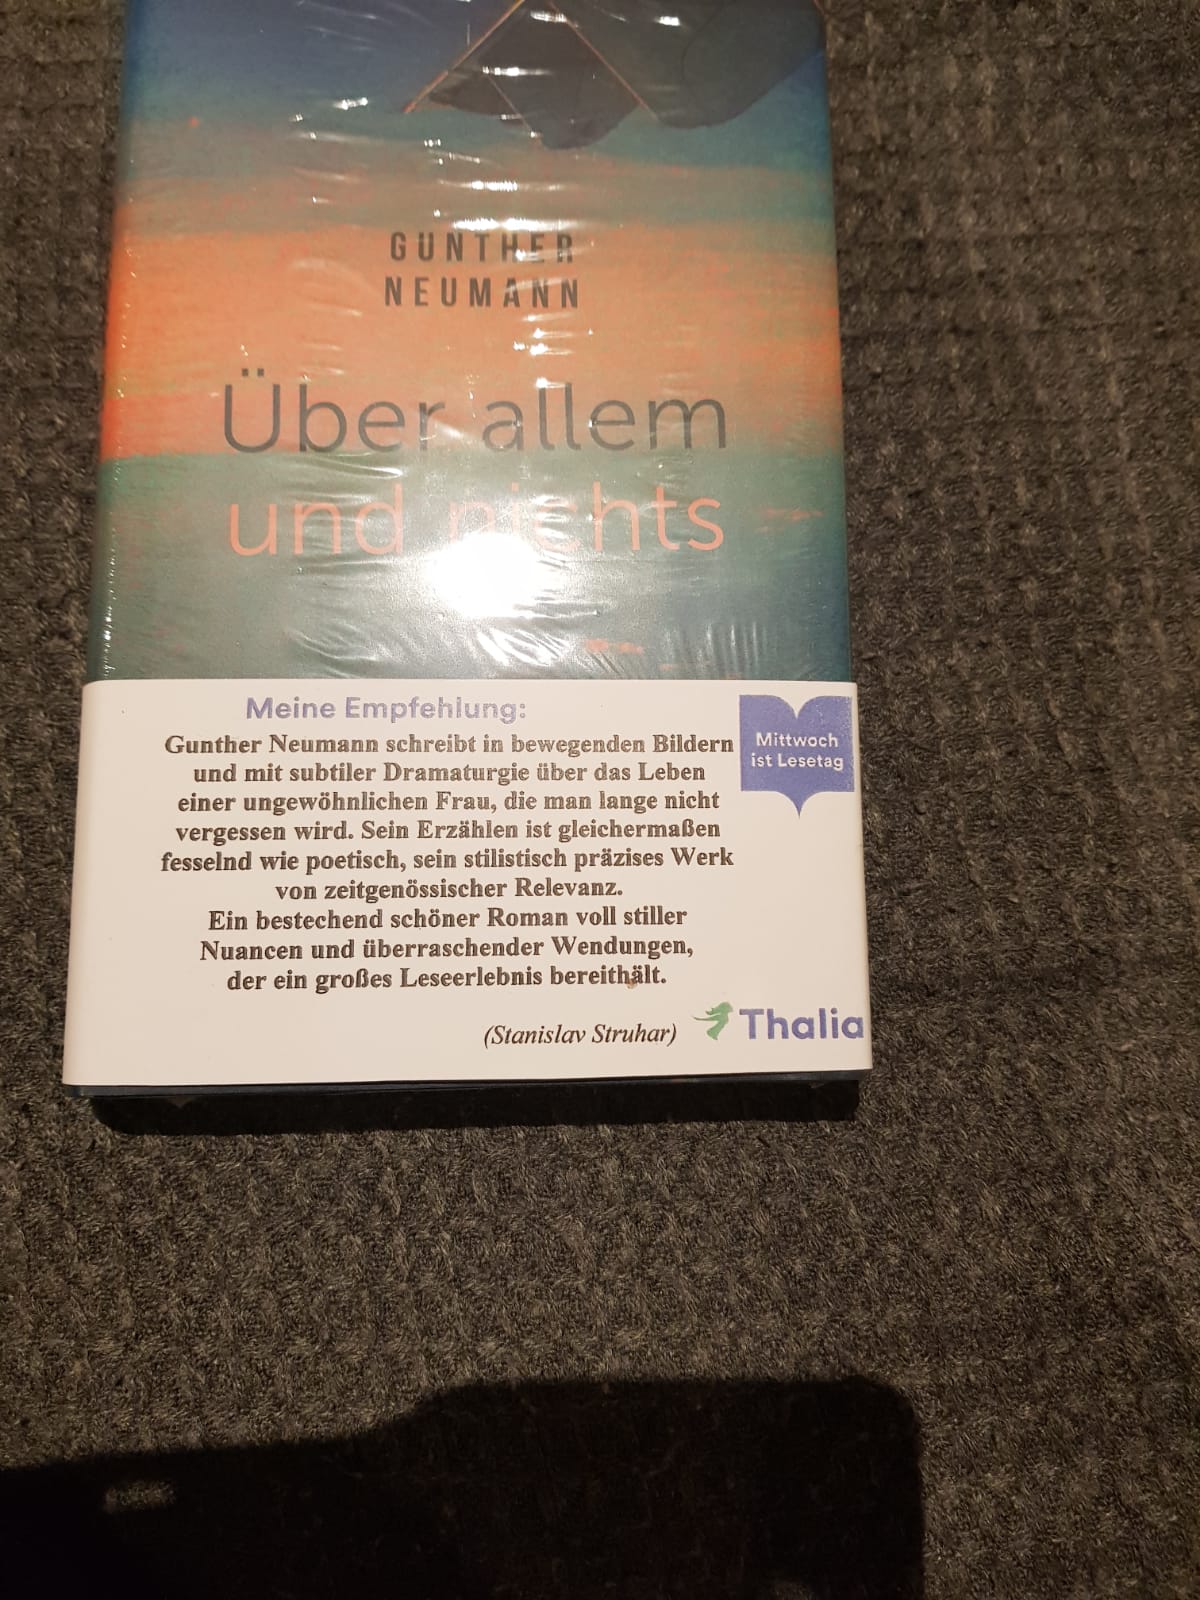 GUNTHER
NEUMANN
Über allem
und nichts
Meine Empfehlung:
Gunther Neumann schreibt in bewegenden Bildern
und mit subtiler Dramaturgie über das Leben
einer ungewöhnlichen Frau, die man lange nicht
vergessen wird. Sein Erzählen ist gleichermaßen
fesselnd wie poetisch, sein stilistisch präzises Werk
von zeitgenössischer Relevanz.
Ein bestechend schöner Roman voll stiller
Nuancen und überraschender Wendungen,
der ein großes Leseerlebnis bereithält.
(Stanislav Struhar)
Mittwoch
ist Lesetag
Thalia